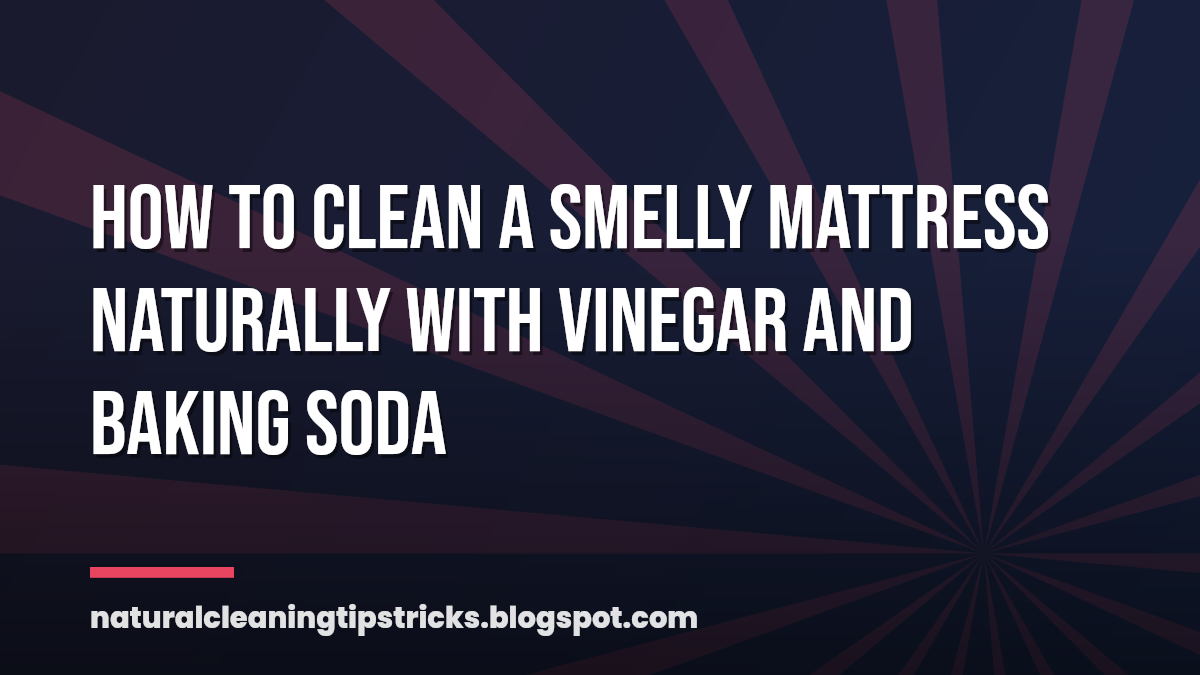 HOW TO CLEAN A SMELLY MATTRESS
NATURALLY WITH VINEGAR AND
BAKING SODA
naturalcleaningtipstricks.blogspot.com